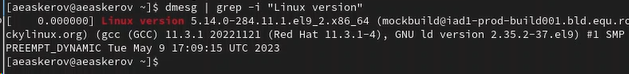 [aeaskerov@aeaskerov ~]$ dmesg | grep -i "Linux version"
[    0.000000] Linux version 5.14.0-284.11.1.el9_2.x86_64 (mockbuild@iad1-prod-build001.bld.equ.ro
ckylinux.org) (gcc (GCC) 11.3.1 20221121 (Red Hat 11.3.1-4), GNU ld version 2.35.2-37.el9) #1 SMP
PREEMPT_DYNAMIC Tue May 9 17:09:15 UTC 2023
[aeaskerov@aeaskerov ~]$